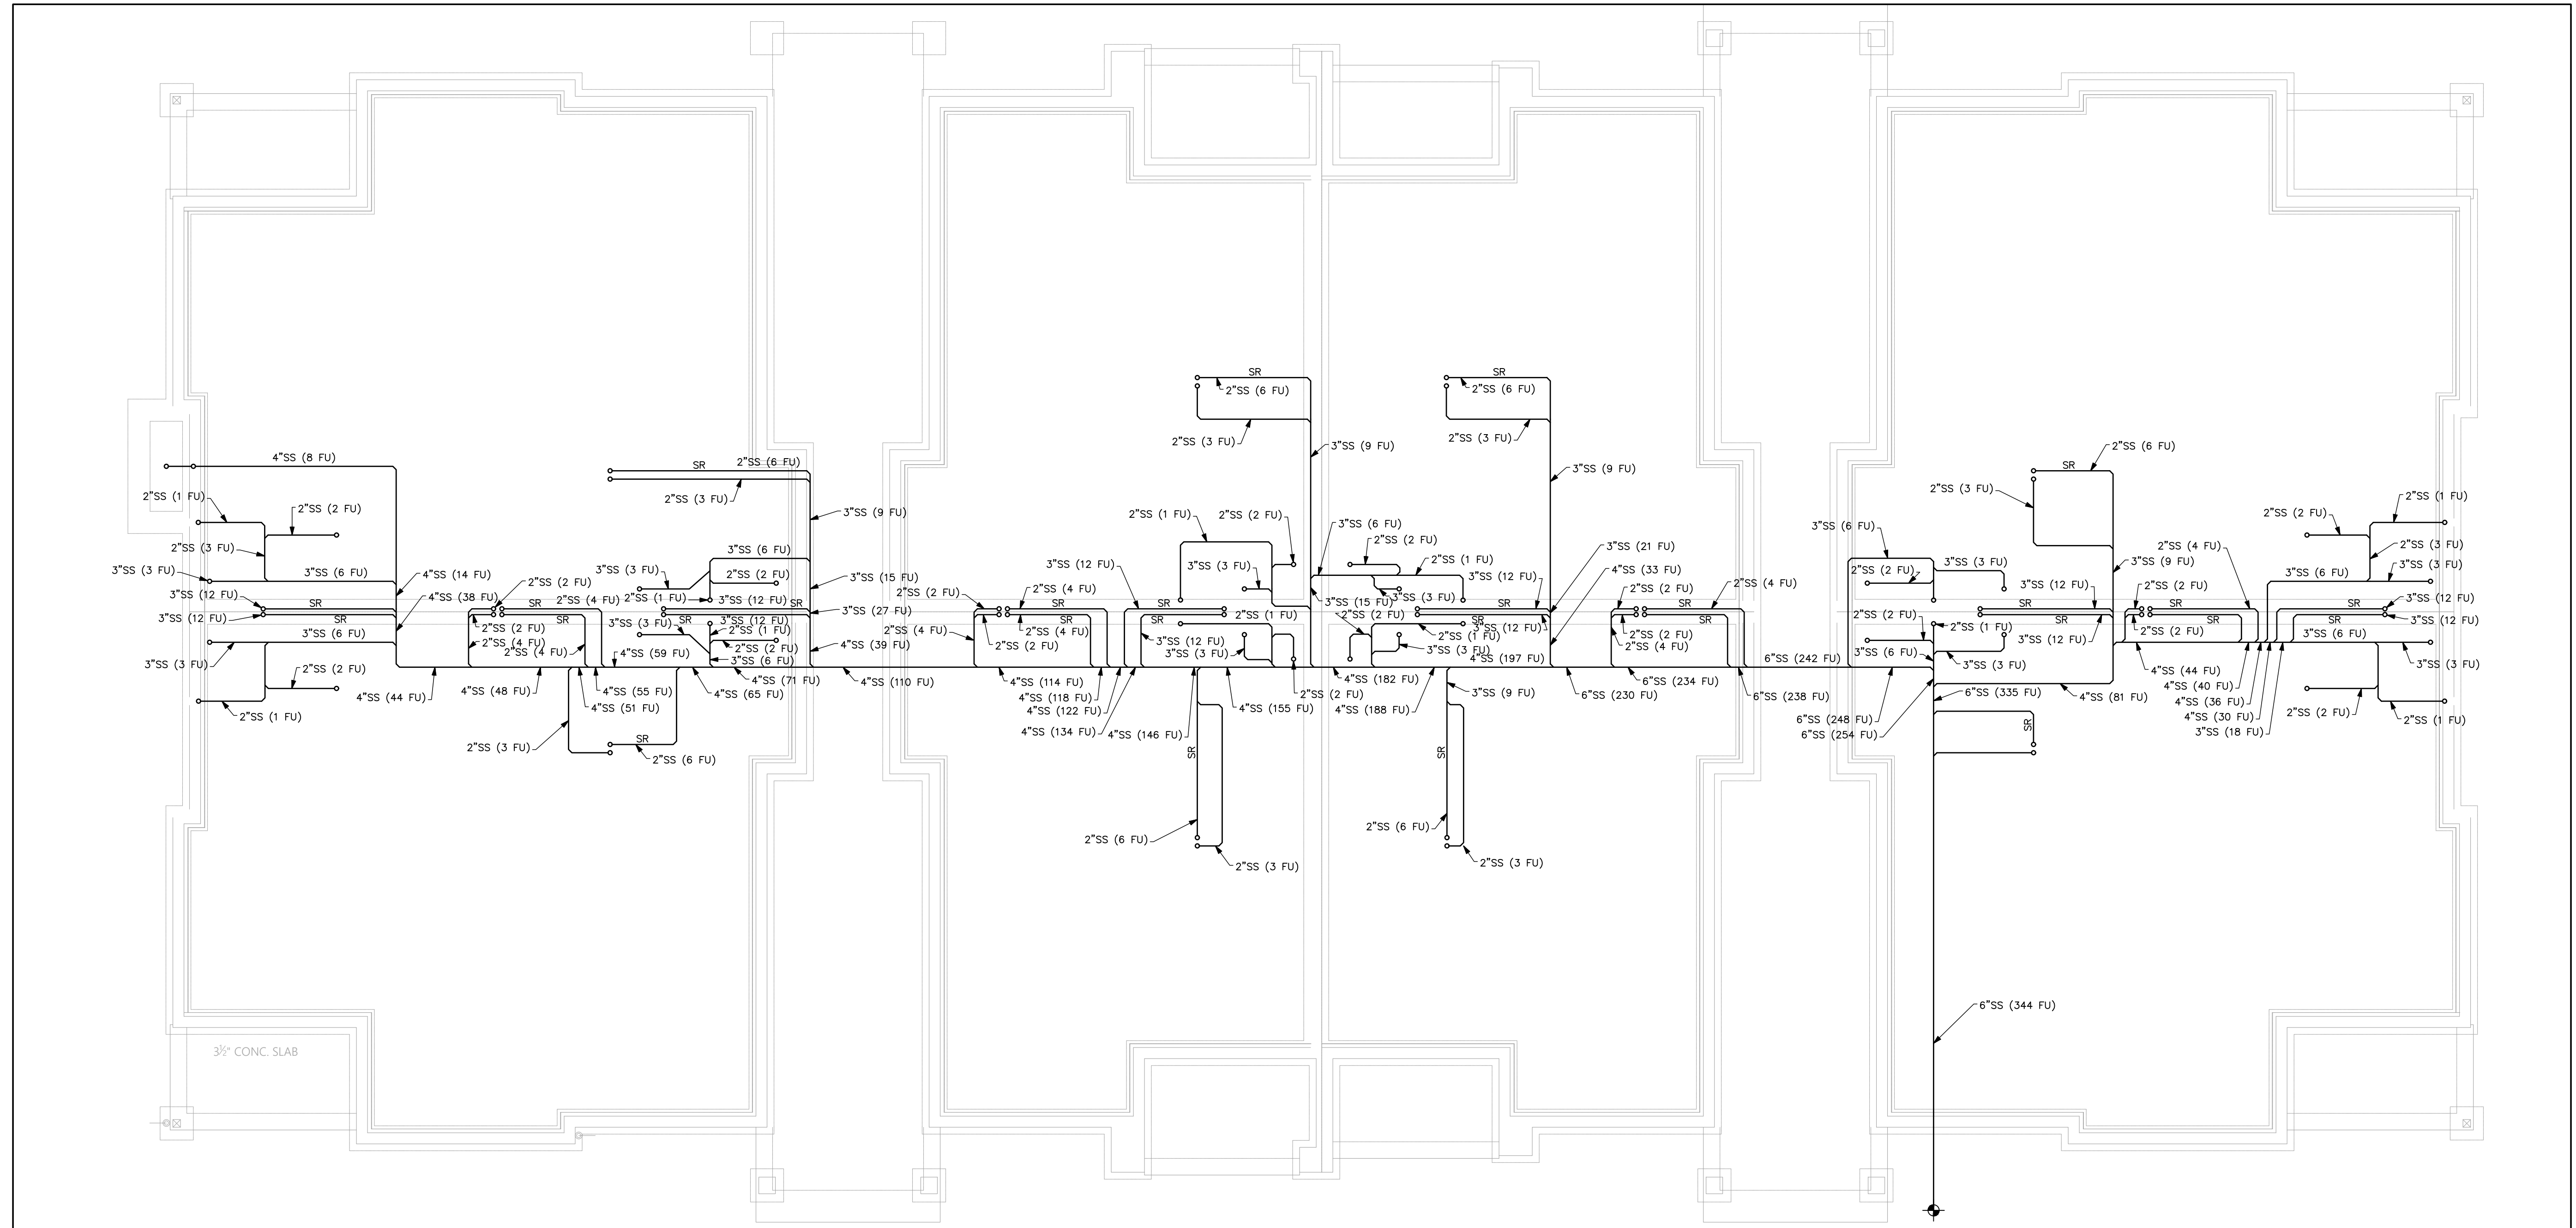 SR
2"SS (6 FU)
2"SS (3 FU)
3"SS (9 FU)
SR
2"SS (6 FU)
2"SS (3 FU)
3"SS (9 FU)
4"SS (8 FU)
2"SS (1 FU)
2"SS (2 FU)
2"SS (3 FU)
3"SS (3 FU)
3"SS (6 FU)
4"SS (14 FU)
3"SS (12 FU)
SR
4"SS (38 FU)
3"SS (12 FU)
SR
3"SS (6 FU)
3"SS (3 FU)
2"SS (2 FU)
2"SS (1 FU)
4"SS (44 FU)
2"SS (2 FU)
2"SS (2 FU)
2"SS (4 FU)
4"SS (48 FU)
SR
2"SS (4 FU)
SR
2"SS (4 FU)
4"SS (59 FU)
4"SS (55 FU)
4"SS (51 FU)
2"SS (3 FU)
SR
2"SS (6 FU)
SR
2"SS (6 FU)
2"SS (3 FU)
3"SS (9 FU)
3"SS (6 FU)
3"SS (3 FU)
2"SS (2 FU)
2"SS (1 FU)
3"SS (15 FU)
3"SS (12 FU)
SR
3"SS (27 FU)
SR
3"SS (12 FU)
3"SS (3 FU)
2"SS (1 FU)
2"SS (2 FU)
3"SS (6 FU)
4"SS (39 FU)
4"SS (71 FU)
4"SS (65 FU)
4"SS (110 FU)
2"SS (2 FU)
2"SS (4 FU)
SR
2"SS (4 FU)
2"SS (2 FU)
SR
2"SS (4 FU)
4"SS (114 FU)
4"SS (118 FU)
4"SS (122 FU)
4"SS (134 FU)
4"SS (146 FU)
2"SS (1 FU)
2"SS (2 FU)
3"SS (3 FU)
3"SS (12 FU)
SR
SR
2"SS (1 FU)
3"SS (12 FU)
3"SS (3 FU)
2"SS (2 FU)
4"SS (155 FU)
SR
2"SS (6 FU)
2"SS (3 FU)
3"SS (6 FU)
2"SS (2 FU)
2"SS (1 FU)
3"SS (3 FU)
3"SS (15 FU)
2"SS (2 FU)
3"SS (12 FU)
SR
SR
2"SS (1 FU)
3"SS (12 FU)
3"SS (3 FU)
4"SS (197 FU)
4"SS (182 FU)
3"SS (9 FU)
4"SS (188 FU)
SR
2"SS (6 FU)
2"SS (3 FU)
3"SS (21 FU)
4"SS (33 FU)
2"SS (2 FU)
SR
2"SS (4 FU)
2"SS (2 FU)
SR
2"SS (4 FU)
6"SS (230 FU)
6"SS (234 FU)
6"SS (238 FU)
6"SS (242 FU)
6"SS (248 FU)
6"SS (254 FU)
SR
2"SS (6 FU)
2"SS (3 FU)
3"SS (9 FU)
3"SS (6 FU)
2"SS (2 FU)
3"SS (3 FU)
3"SS (12 FU)
SR
SR
2"SS (2 FU)
2"SS (1 FU)
3"SS (12 FU)
3"SS (6 FU)
3"SS (3 FU)
6"SS (335 FU)
4"SS (81 FU)
SR
6"SS (344 FU)
2"SS (2 FU)
2"SS (1 FU)
2"SS (3 FU)
2"SS (4 FU)
3"SS (6 FU)
3"SS (3 FU)
2"SS (2 FU)
SR
SR
3"SS (12 FU)
2"SS (2 FU)
SR
SR
3"SS (12 FU)
3"SS (6 FU)
3"SS (3 FU)
4"SS (44 FU)
4"SS (40 FU)
4"SS (36 FU)
4"SS (30 FU)
3"SS (18 FU)
2"SS (2 FU)
2"SS (1 FU)
3½" CONC. SLAB